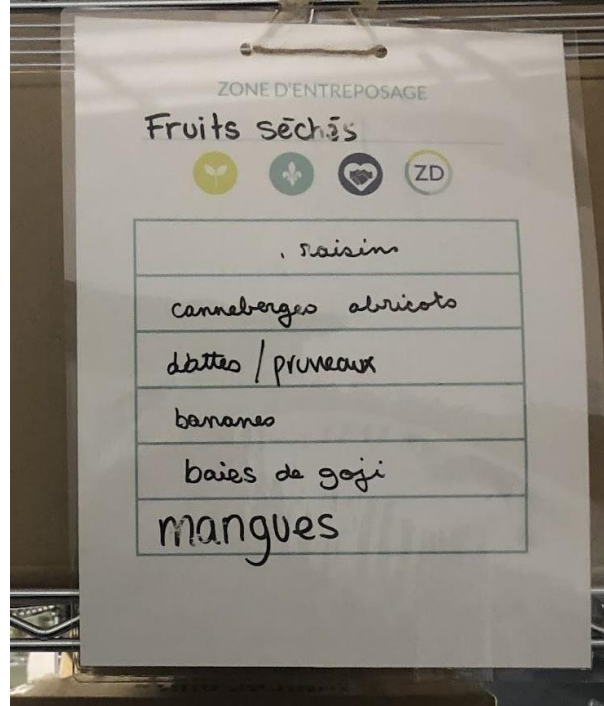 ZONE D'ENTREPOSAGE
Fruits séchés
ZD
, raisins
canneberges abricots
dattes / pruneaux
bananes
baies de goji
mangues